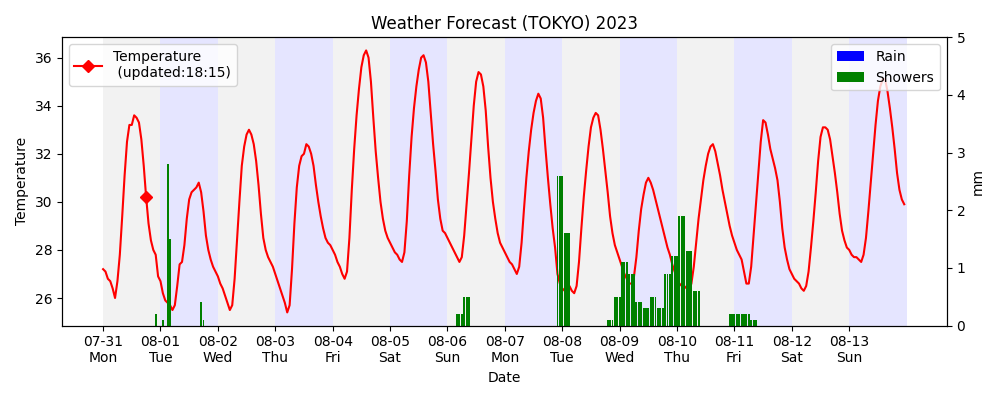 Weather Forecast (TOKYO) 2023
Temperature
(updated:18:15)
Rain
Showers
Temperature
36
34
32
30
28
26
5
4
3
2
1
0
mm
07-31 08-01 08-02 08-03 08-04 08-05 08-06 08-07 08-08 08-09 08-10 08-11 08-12 08-13
Mon Tue Wed Thu Fri Sat Sun Mon Tue Wed Thu Fri Sat Sun
Date